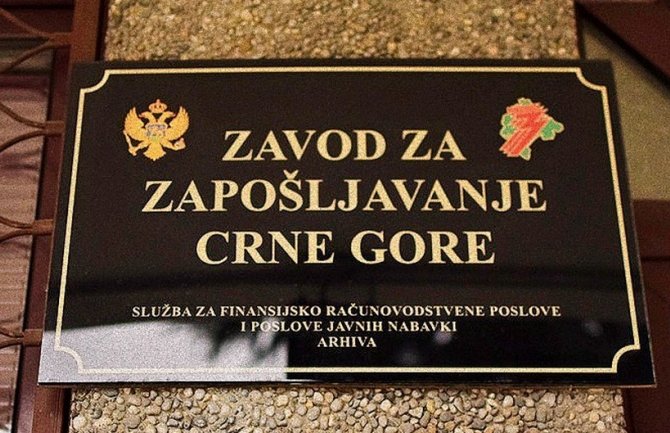 ZAVOD ZA
ZAPOŠLJAVANJE
CRNE GORE
SLUŽBA ZA FINANSIJSKO RAČUNOVODSTVENE POSLOVE
I POSLOVE JAVNIH NABAVKI
ARHIVA